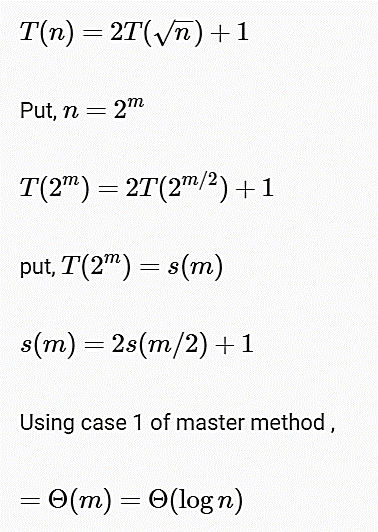 T(n) = 2T(√n) + 1
Put, n = 2^m
T(2^m) = 2T(2^{m/2}) + 1
put, T(2^m) = s(m)
s(m) = 2s(m/2) + 1
Using case 1 of master method ,
= Θ(m) = Θ(log n)